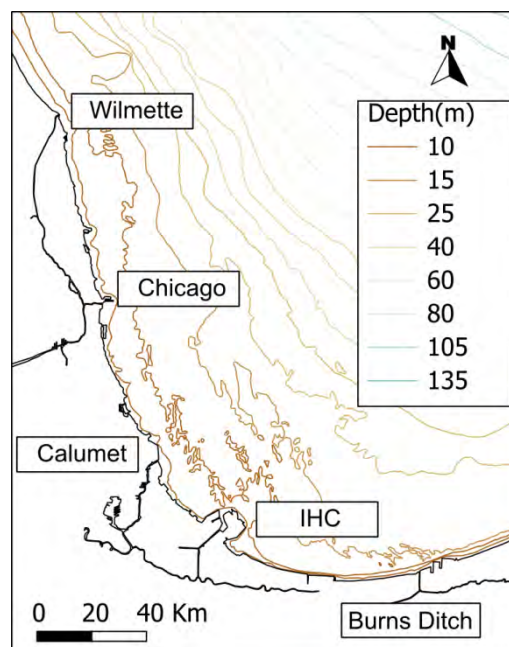 N
Wilmette
Depth(m)
10
15
25
40
60
80
105
135
Chicago
Calumet
IHC
0 20 40 Km
Burns Ditch